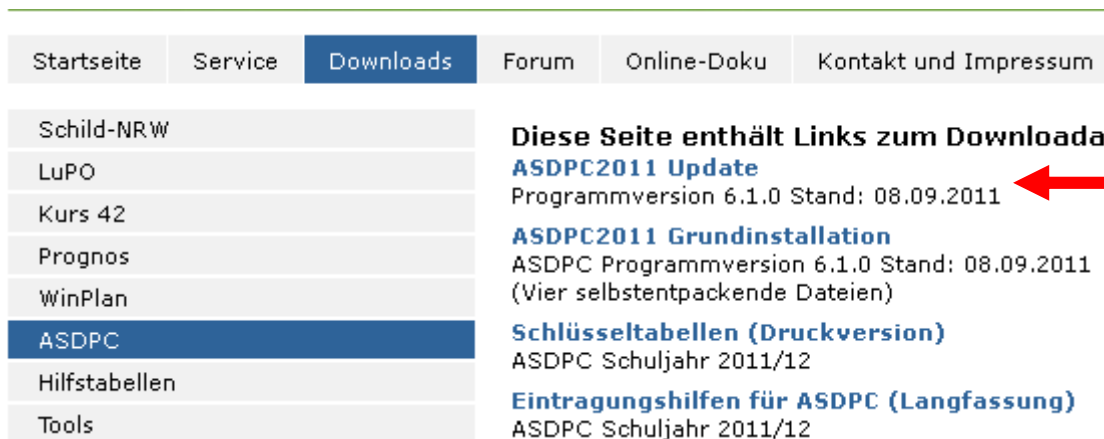 Startseite Service Downloads Forum Online-Doku Kontakt und Impressum
Schild-NRW
LuPO
Kurs 42
Prognos
WinPlan
ASDPC
Hilfstabellen
Tools
Diese Seite enthält Links zum Downloada
ASDPC2011 Update
Programmversion 6.1.0 Stand: 08.09.2011
ASDPC2011 Grundinstallation
ASDPC Programmversion 6.1.0 Stand: 08.09.2011
(Vier selbstentpackende Dateien)
Schlüsseltabellen (Druckversion)
ASDPC Schuljahr 2011/12
Eintragungshilfen für ASDPC (Langfassung)
ASDPC Schuljahr 2011/12